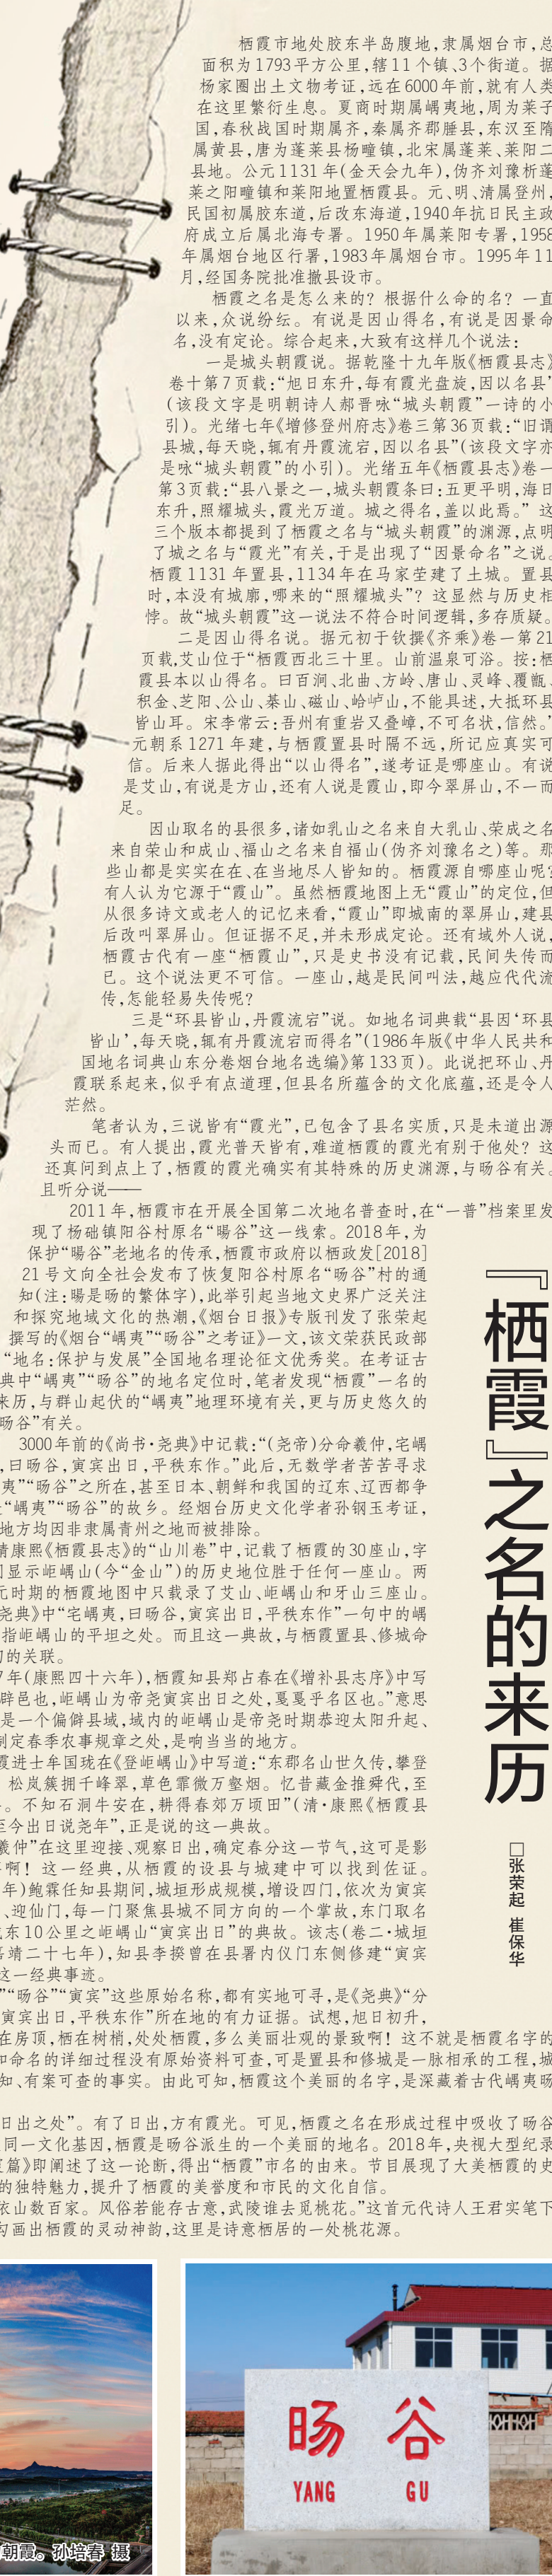 栖霞市地处胶东半岛腹地,隶属烟台市,总
面积为1793平方公里,辖11个镇、3个街道。据
杨家圈出土文物考证,远在6000年前,就有人类
在这里繁衍生息。夏商时期属嵎夷地,周为莱子
国,春秋战国时期属齐,秦属齐郡腄县,东汉至隋
属黄县,唐为蓬莱县杨疃镇,北宋属蓬莱、莱阳二
县地。公元1131年(金天会九年),伪齐刘豫析蓬
莱之阳疃镇和莱阳地置栖霞县。元、明、清属登州,
民国初属胶东道,后改东海道,1940年抗日民主政
府成立后属北海专署。1950年属莱阳专署,1958
年属烟台地区行署,1983年属烟台市。1995年11
月,经国务院批准撤县设市。
栖霞之名是怎么来的?根据什么命的名?一直
以来,众说纷纭。有说是因山得名,有说是因景命
名,没有定论。综合起来,大致有这样几个说法:
一是城头朝霞说。据乾隆十九年版《栖霞县志》
卷十第7页载:“旭日东升,每有霞光盘旋,因以名县”
(该段文字是明朝诗人郝晋咏“城头朝霞”一诗的小
引)。光绪七年《增修登州府志》卷三第36页载:“旧谓
县城,每天晓,辄有丹霞流宕,因以名县”(该段文字亦
是咏“城头朝霞”的小引)。光绪五年《栖霞县志》卷一
第3页载:“县八景之一,城头朝霞条曰:五更平明,海日
东升,照耀城头,霞光万道。城之得名,盖以此焉。”这
三个版本都提到了栖霞之名与“城头朝霞”的渊源,点明
了城之名与“霞光”有关,于是出现了“因景命名”之说。
栖霞1131年置县,1134年在马家茔建了土城。置县
时,本没有城廓,哪来的“照耀城头”?这显然与历史相
悖。故“城头朝霞”这一说法不符合时间逻辑,多存质疑。
二是因山得名说。据元初于钦撰《齐乘》卷一第21
页载,艾山位于“栖霞西北三十里。山前温泉可浴。按:栖
霞县本以山得名。曰百涧、北曲、方岭、唐山、灵峰、覆甑、
积金、芝阳、公山、綦山、磁山、岠屿山,不能具述,大抵环县
皆山耳。宋李常云:吾州有重岩又叠嶂,不可名状,信然。”
元朝系1271年建,与栖霞置县时隔不远,所记应真实可
信。后来人据此得出“以山得名”,遂考证是哪座山。有说
是艾山,有说是方山,还有人说是霞山,即今翠屏山,不一而
足。
因山取名的县很多,诸如乳山之名来自大乳山、荣成之名
来自荣山和成山、福山之名来自福山(伪齐刘豫名之)等。那
些山都是实实在在、在当地尽人皆知的。栖霞源自哪座山呢?
有人认为它源于“霞山”。虽然栖霞地图上无“霞山”的定位,但
从很多诗文或老人的记忆来看,“霞山”即城南的翠屏山,建县
后改叫翠屏山。但证据不足,并未形成定论。还有域外人说,
栖霞古代有一座“栖霞山”,只是史书没有记载,民间失传而
已。这个说法更不可信。一座山,越是民间叫法,越应代代流
传,怎能轻易失传呢?
三是“环县皆山,丹霞流宕”说。如地名词典载“县因‘环县
皆山’,每天晓,辄有丹霞流宕而得名”(1986年版《中华人民共和
国地名词典山东分卷烟台地名选编》第133页)。此说把环山、丹
霞联系起来,似乎有点道理,但县名所蕴含的文化底蕴,还是令人
茫然。
笔者认为,三说皆有“霞光”,已包含了县名实质,只是未道出源
头而已。有人提出,霞光普天皆有,难道栖霞的霞光有别于他处?这
还真问到点上了,栖霞的霞光确实有其特殊的历史渊源,与旸谷有关。
且听分说——
2011年,栖霞市在开展全国第二次地名普查时,在“一普”档案里发
现了杨础镇阳谷村原名“暘谷”这一线索。2018年,为
保护“暘谷”老地名的传承,栖霞市政府以栖政发[2018]
21号文向全社会发布了恢复阳谷村原名“旸谷”村的通
知(注:暘是旸的繁体字),此举引起当地文史界广泛关注
和探究地域文化的热潮,《烟台日报》专版刊发了张荣起
撰写的《烟台“嵎夷”“旸谷”之考证》一文,该文荣获民政部
“地名:保护与发展”全国地名理论征文优秀奖。在考证古
典中“嵎夷”“旸谷”的地名定位时,笔者发现“栖霞”一名的
来历,与群山起伏的“嵎夷”地理环境有关,更与历史悠久的
旸谷”有关。
3000年前的《尚书·尧典》中记载:“(尧帝)分命羲仲,宅嵎
,曰旸谷,寅宾出日,平秩东作。”此后,无数学者苦苦寻求
夷”“旸谷”之所在,甚至日本、朝鲜和我国的辽东、辽西都争
“嵎夷”“旸谷”的故乡。经烟台历史文化学者孙钢玉考证,
地方均因非隶属青州之地而被排除。
清康熙《栖霞县志》的“山川卷”中,记载了栖霞的30座山,字
显示岠嵎山(今“金山”)的历史地位胜于任何一座山。两
元时期的栖霞地图中只载录了艾山、岠嵎山和牙山三座山。
尧典》中“宅嵎夷,曰旸谷,寅宾出日,平秩东作”一句中的嵎
指岠嵎山的平坦之处。而且这一典故,与栖霞置县、修城命
的关联。
7年(康熙四十六年),栖霞知县郑占春在《增补县志序》中写
辟邑也,岠嵎山为帝尧寅宾出日之处,戛戛乎名区也。”意思
是一个偏僻县域,域内的岠嵎山是帝尧时期恭迎太阳升起、
制定春季农事规章之处,是响当当的地方。
霞进士牟国珑在《登岠嵎山》中写道:“东郡名山世久传,攀登
松岚簇拥千峰翠,草色霏微万壑烟。忆昔藏金推舜代,至
。不知石洞牛安在,耕得春郊万顷田”(清·康熙《栖霞县
至今出日说尧年”,正是说的这一典故。
羲仲”在这里迎接、观察日出,确定春分这一节气,这可是影
啊!这一经典,从栖霞的设县与城建中可以找到佐证。
年)鲍霖任知县期间,城垣形成规模,增设四门,依次为寅宾
、迎仙门,每一门聚焦县城不同方向的一个掌故,东门取名
东10公里之岠嵎山“寅宾出日”的典故。该志(卷二·城垣
嘉靖二十七年),知县李揆曾在县署内仪门东侧修建“寅宾
这一经典事迹。
”“旸谷”“寅宾”这些原始名称,都有实地可寻,是《尧典》“分
寅宾出日,平秩东作”所在地的有力证据。试想,旭日初升,
在房顶,栖在树梢,处处栖霞,多么美丽壮观的景致啊!这不就是栖霞名字的
和命名的详细过程没有原始资料可查,可是置县和修城是一脉相承的工程,城
知、有案可查的事实。由此可知,栖霞这个美丽的名字,是深藏着古代嵎夷旸
日出之处”。有了日出,方有霞光。可见,栖霞之名在形成过程中吸收了旸谷
同一文化基因,栖霞是旸谷派生的一个美丽的地名。2018年,央视大型纪录
篇》即阐述了这一论断,得出“栖霞”市名的由来。节目展现了大美栖霞的史
的独特魅力,提升了栖霞的美誉度和市民的文化自信。
依山数百家。风俗若能存古意,武陵谁去觅桃花。”这首元代诗人王君实笔下
勾画出栖霞的灵动神韵,这里是诗意栖居的一处桃花源。
『栖霞』之名的来历
□张荣起 崔保华
朝霞。孙培春 摄
旸谷
YANG GU